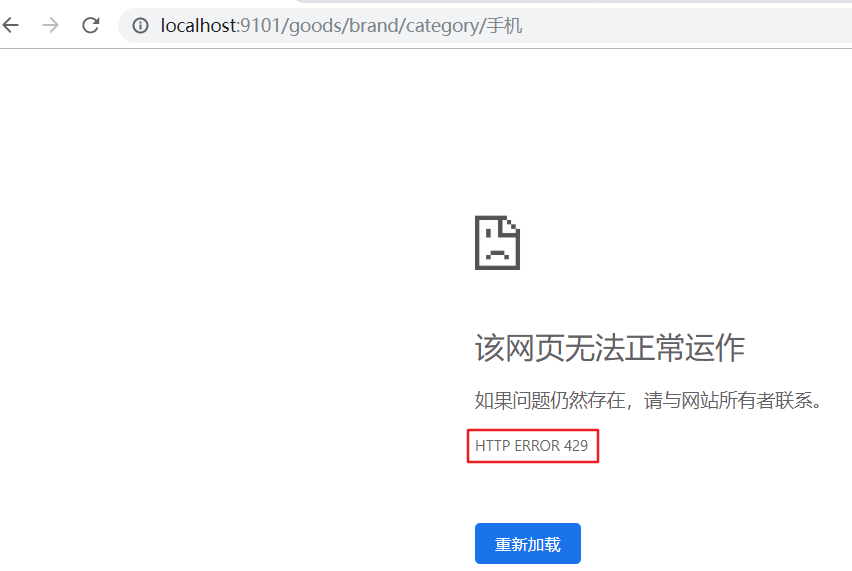 localhost:9101/goods/brand/category/手机
该网页无法正常运作
如果问题仍然存在，请与网站所有者联系。
HTTP ERROR 429
重新加载